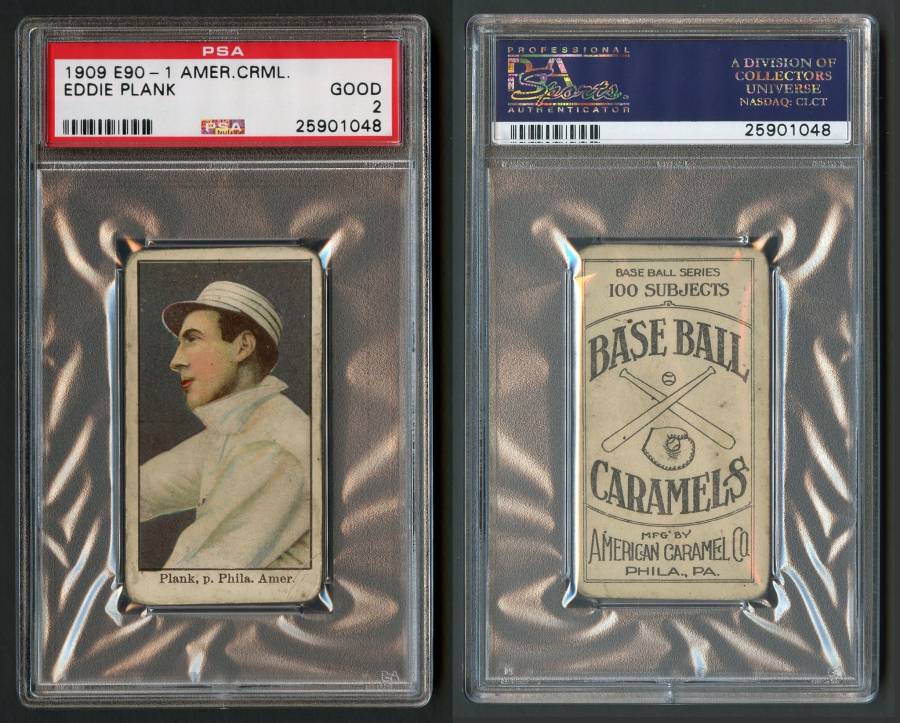 PSA
1909 E90 - 1 AMER.CRML.
EDDIE PLANK GOOD
2
PSA
25901048
Plank, p. Phila. Amer.
PROFESSIONAL
PSA
Sports
AUTHENTICATOR
A DIVISION OF
COLLECTORS
UNIVERSE
NASDAQ: CLCT
25901048
BASE BALL SERIES
100 SUBJECTS
BASE BALL
CARAMELS
MFG' BY
AMERICAN CARAMEL CO.
PHILA., PA.